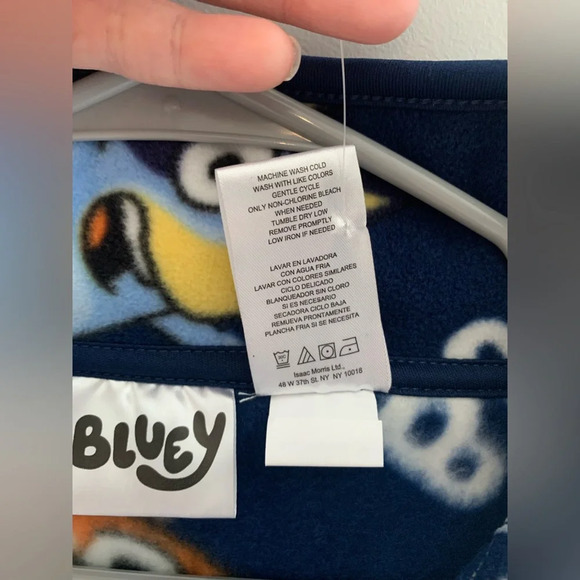 MACHINE WASH COLD
WASH WITH LIKE COLORS
GENTLE CYCLE
ONLY NON-CHLORINE BLEACH
WHEN NEEDED
TUMBLE DRY LOW
REMOVE PROMPTLY
LOW IRON IF NEEDED
LAVAR EN LAVADORA
CON AGUA FRIA
LAVAR CON COLORES SIMILARES
CICLO DELICADO
BLANQUEADOR SIN CLORO
SI ES NECESARIO
SECADORA CICLO BAJA
REMUEVA PRONTAMENTE
PLANCHA FRIA SI SE NECESITA
Isaac Morris Ltd.,
48 W 37th St. NY NY 10018
BLUEY